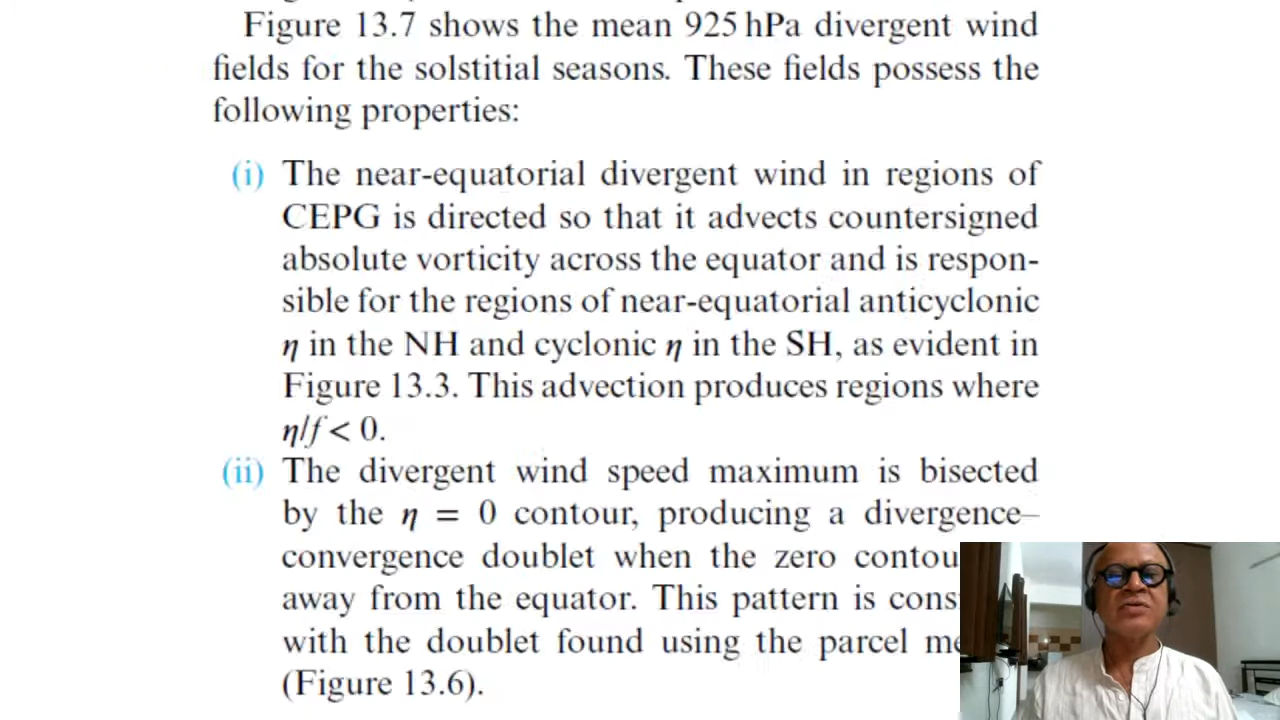 Figure 13.7 shows the mean 925 hPa divergent wind
fields for the solstitial seasons. These fields possess the
following properties:
(i) The near-equatorial divergent wind in regions of
CEPG is directed so that it advects countersigned
absolute vorticity across the equator and is respon-
sible for the regions of near-equatorial anticyclonic
η in the NH and cyclonic η in the SH, as evident in
Figure 13.3. This advection produces regions where
η/f < 0.
(ii) The divergent wind speed maximum is bisected
by the η = 0 contour, producing a divergence–
convergence doublet when the zero contou
away from the equator. This pattern is cons
with the doublet found using the parcel me
(Figure 13.6).